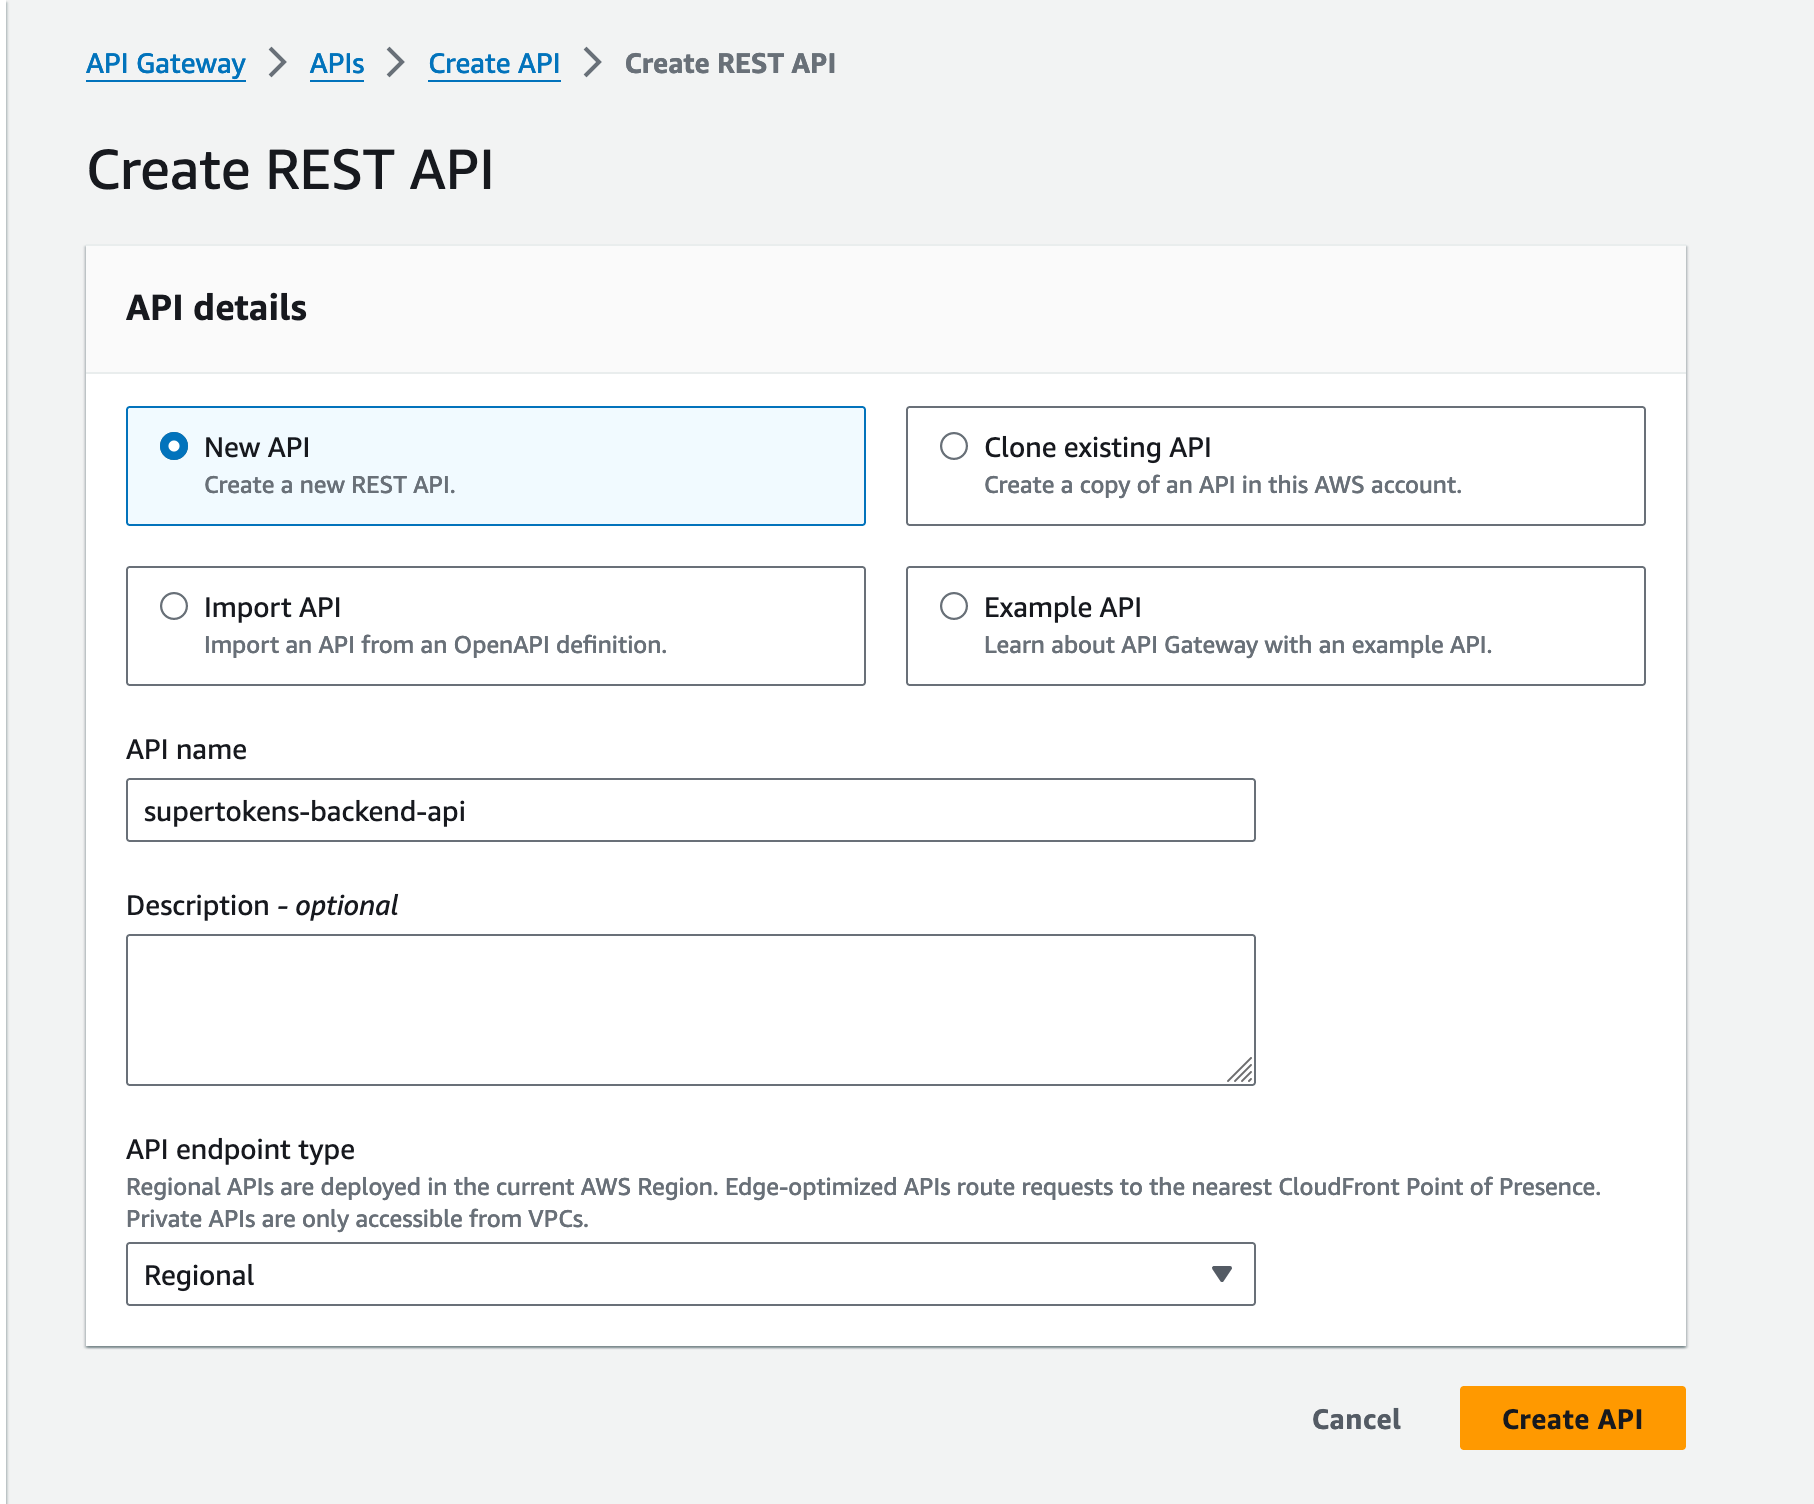 API Gateway > APIs > Create API > Create REST API
Create REST API
API details
New API
Create a new REST API.
Clone existing API
Create a copy of an API in this AWS account.
Import API
Import an API from an OpenAPI definition.
Example API
Learn about API Gateway with an example API.
API name
supertokens-backend-api
Description - optional
API endpoint type
Regional APIs are deployed in the current AWS Region. Edge-optimized APIs route requests to the nearest CloudFront Point of Presence.
Private APIs are only accessible from VPCs.
Regional
Cancel
Create API